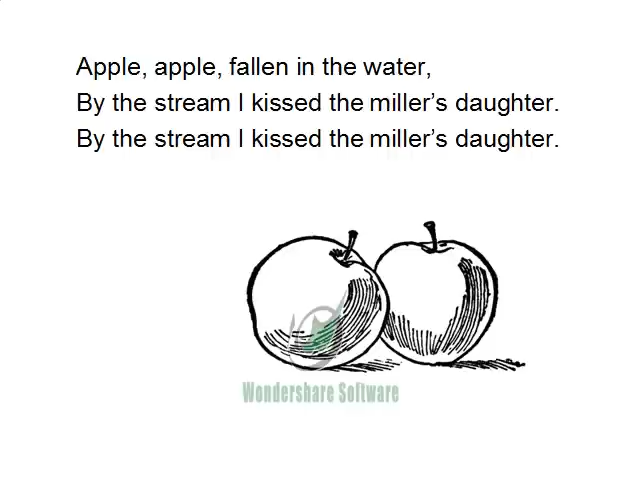 Apple, apple, fallen in the water,
By the stream I kissed the miller’s daughter.
By the stream I kissed the miller’s daughter.
Wondershare Software